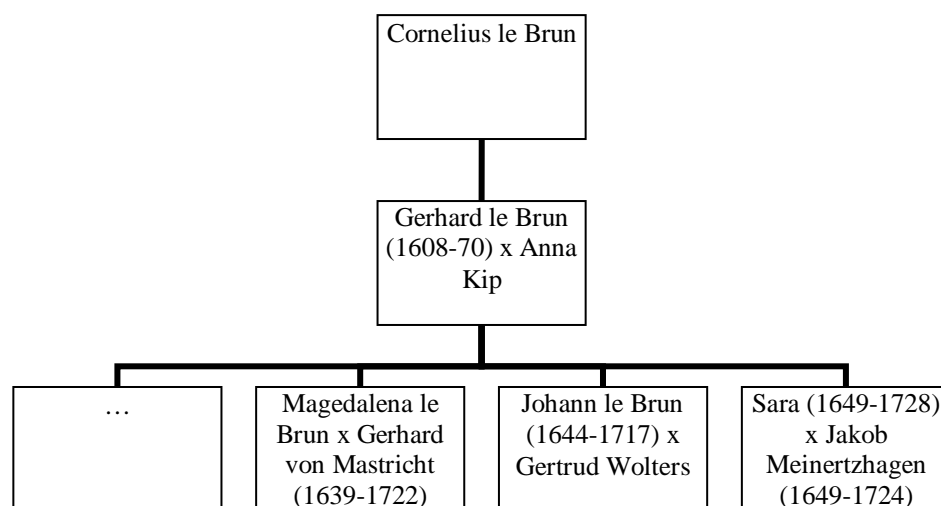 Cornelius le Brun
Gerhard le Brun
(1608-70) x Anna
Kip
…
Magedalena le
Brun x Gerhard
von Mastricht
(1639-1722)
Johann le Brun
(1644-1717) x
Gertrud Wolters
Sara (1649-1728)
x Jakob
Meinertzhagen
(1649-1724)